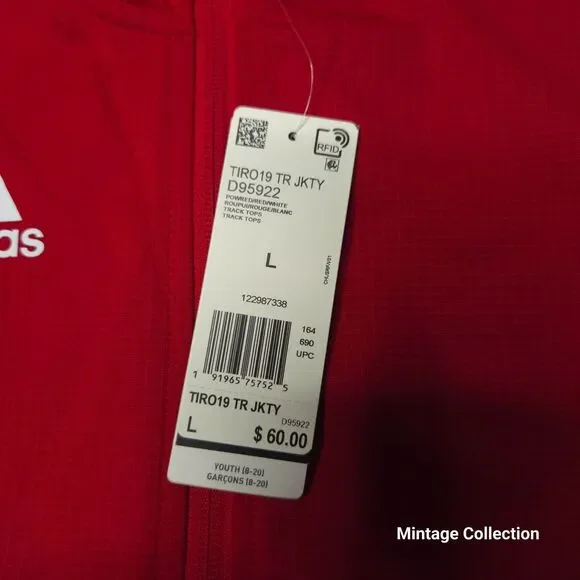 as
RFID
TIRO19 TR JKTY
D95922
POWRED/RED/WHITE
ROUPUI/ROUGE/BLANC
TRACK TOPS
TRACK TOPS
L
122987338
164
690
UPC
1 91965 75752 5
TIRO19 TR JKTY
D95922
L
$ 60.00
YOUTH (8-20)
GARÇONS (8-20)
Mintage Collection